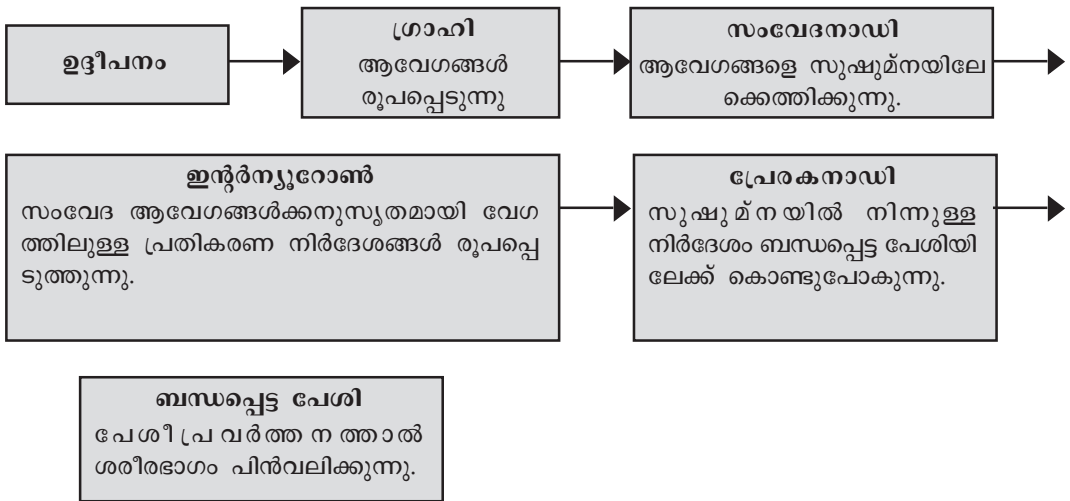 ഉദ്ദീപനം
ഗ്രാഹി
ആവേഗങ്ങൾ
രൂപപ്പെടുന്നു
സംവേദനാഡി
ആവേഗങ്ങളെ സുഷുമ്നയിലേ
ക്കെത്തിക്കുന്നു.
ഇന്റർന്യൂറോൺ
സംവേദ ആവേഗങ്ങൾക്കനുസൃതമായി വേഗ
ത്തിലുള്ള പ്രതികരണ നിർദേശങ്ങൾ രൂപപ്പെ
ടുത്തുന്നു.
പ്രേരകനാഡി
സുഷുമ്നയിൽ നിന്നുള്ള
നിർദേശം ബന്ധപ്പെട്ട പേശിയി
ലേക്ക് കൊണ്ടുപോകുന്നു.
ബന്ധപ്പെട്ട പേശി
പേശീപ്രവർത്തനത്താൽ
ശരീരഭാഗം പിൻവലിക്കുന്നു.